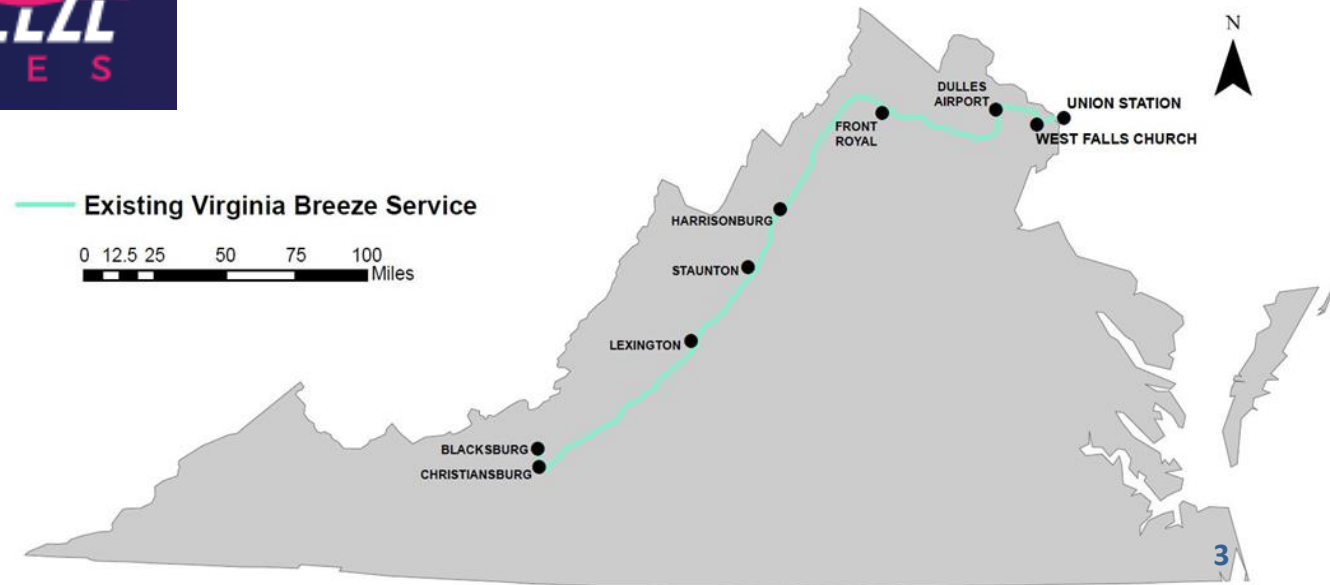 E S
N
DULLES
AIRPORT
UNION STATION
FRONT
ROYAL
WEST FALLS CHURCH
Existing Virginia Breeze Service
HARRISONBURG
0 12.5 25 50 75 100
Miles
STAUNTON
LEXINGTON
BLACKSBURG
CHRISTIANSBURG
3